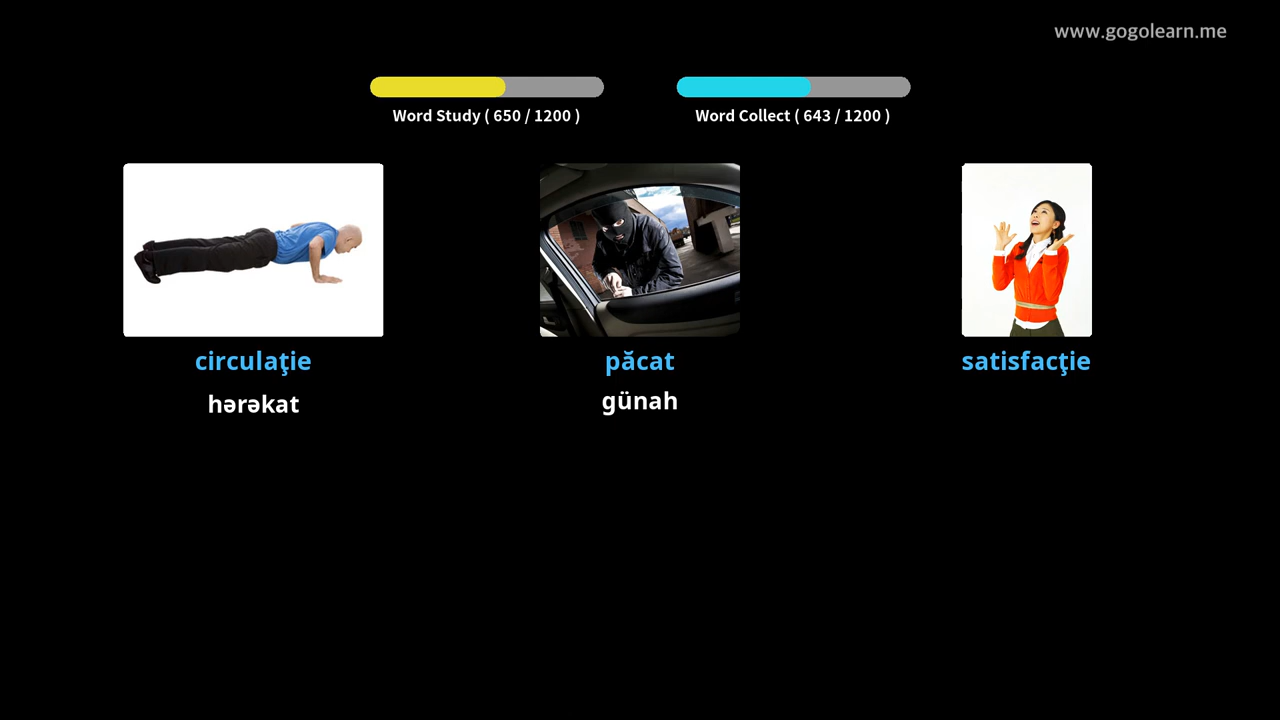 www.gogolearn.me
Word Study ( 650 / 1200 )
Word Collect ( 643 / 1200 )
circulaţie
păcat
satisfacţie
hərəkat
günah